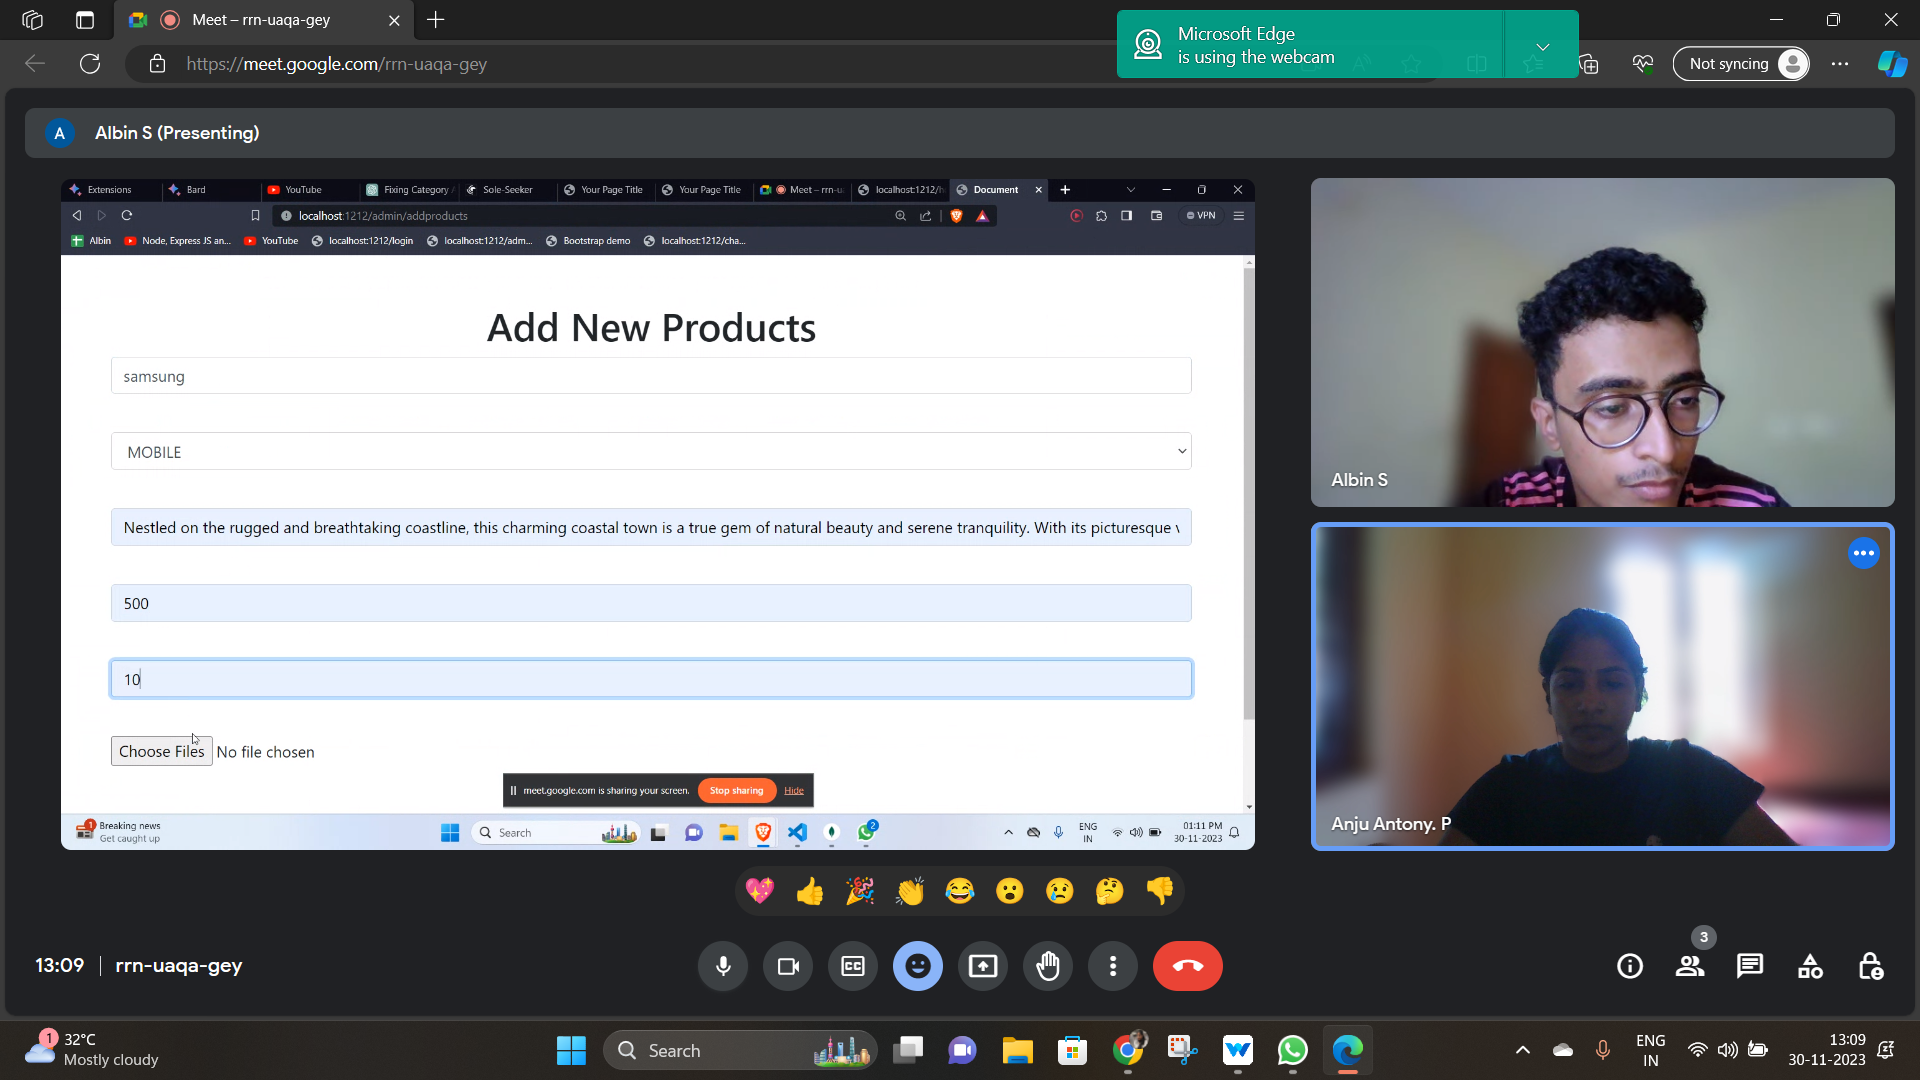 Meet – rrn-uaqa-gey
Microsoft Edge
is using the webcam
https://meet.google.com/rrn-uaqa-gey
Not syncing
A
Albin S (Presenting)
Extensions
Bard
YouTube
Fixing Category
Sole-Seeker
Your Page Title
Your Page Title
Meet – rrn-u
localhost:1212/h
Document
localhost:1212/admin/addproducts
VPN
Albin
Node, Express JS an...
YouTube
localhost:1212/login
localhost:1212/adm...
Bootstrap demo
localhost:1212/cha...
Add New Products
samsung
MOBILE
Nestled on the rugged and breathtaking coastline, this charming coastal town is a true gem of natural beauty and serene tranquility. With its picturesque
500
10
Choose Files No file chosen
meet.google.com is sharing your screen.
Stop sharing
Hide
1
Breaking news
Get caught up
Search
2
ENG
IN
01:11 PM
30-11-2023
Albin S
Anju Antony. P
13:09 | rrn-uaqa-gey
CC
3
1
32°C
Mostly cloudy
Search
ENG
IN
13:09
30-11-2023